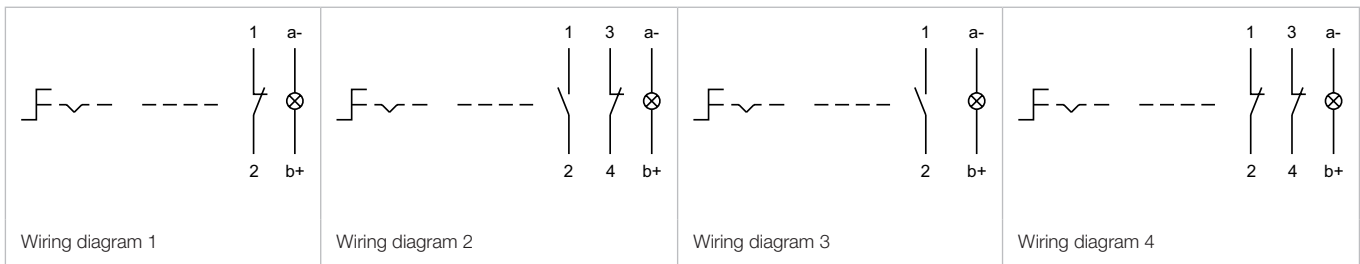 1 a-
2 b+
Wiring diagram 1
1 3 a-
2 4 b+
Wiring diagram 2
1 a-
2 b+
Wiring diagram 3
1 3 a-
2 4 b+
Wiring diagram 4